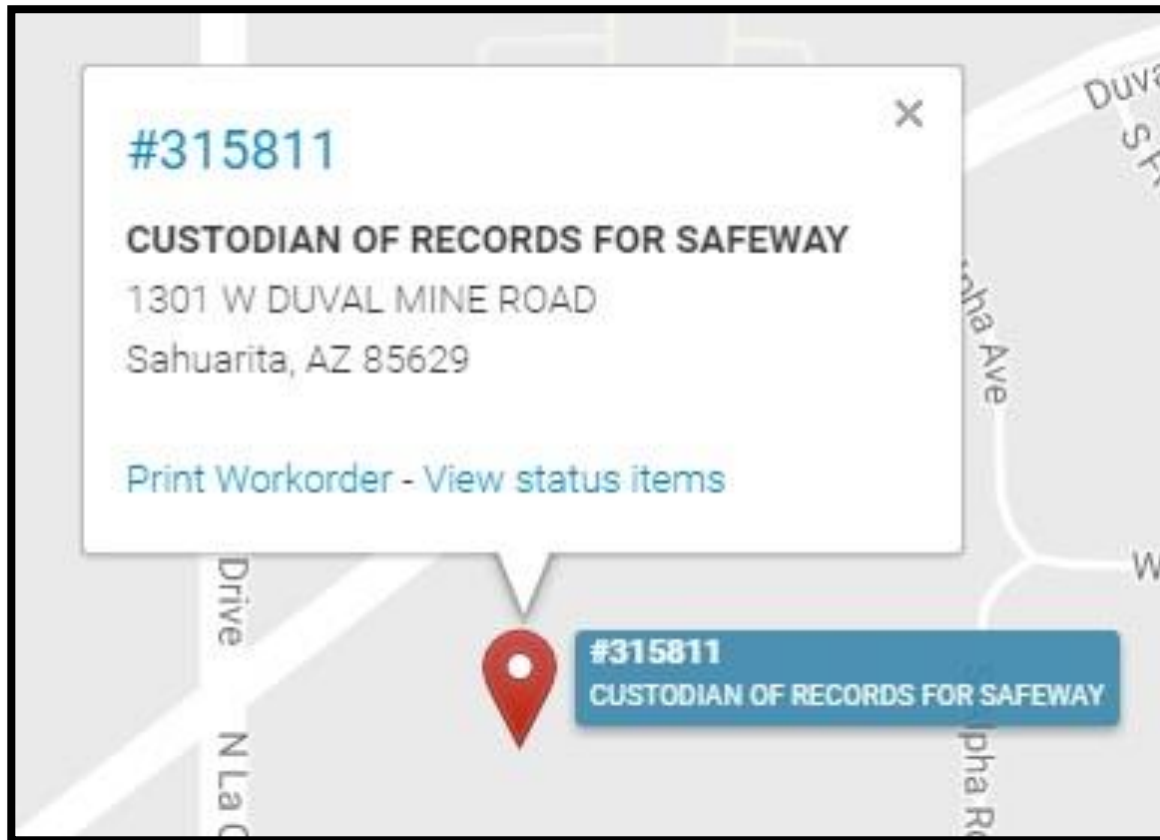 #315811
CUSTODIAN OF RECORDS FOR SAFEWAY
1301 W DUVAL MINE ROAD
Sahuarita, AZ 85629
Print Workorder - View status items
#315811
CUSTODIAN OF RECORDS FOR SAFEWAY
Ave
Drive
N La
W